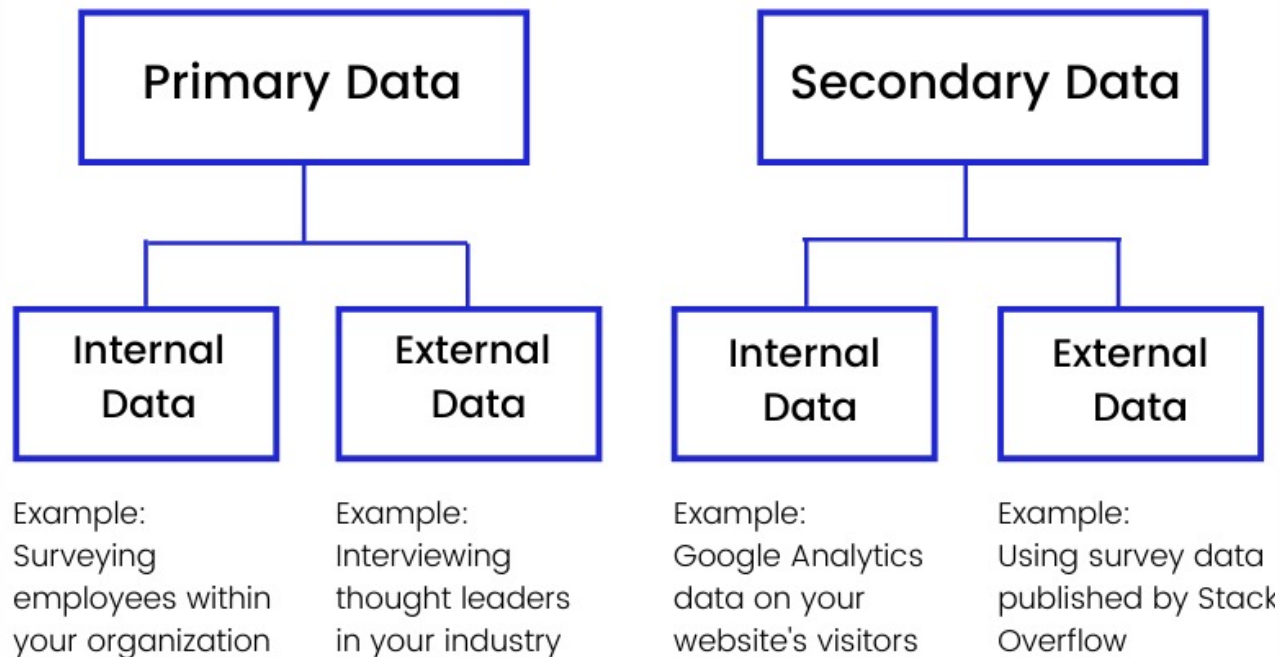 Primary Data
Secondary Data
Internal
Data
External
Data
Internal
Data
External
Data
Example:
Surveying
employees within
your organization
Example:
Interviewing
thought leaders
in your industry
Example:
Google Analytics
data on your
website's visitors
Example:
Using survey data
published by Stack
Overflow